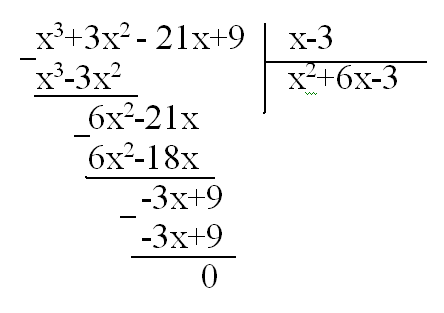 x³+3x² - 21x+9 x-3
_
x³-3x² x²+6x-3
6x²-21x
_
6x²-18x
-3x+9
_
-3x+9
0